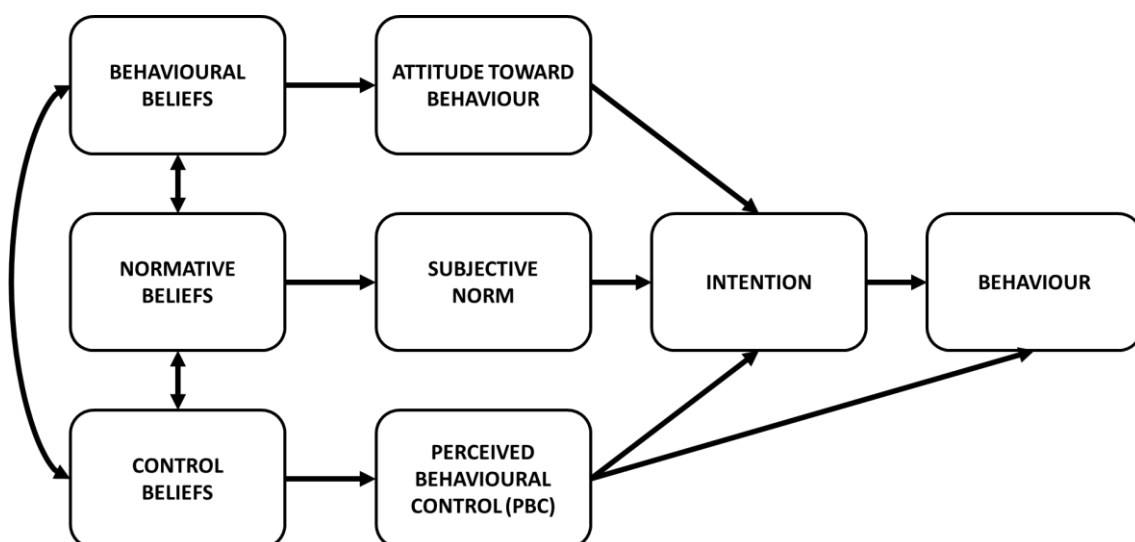 BEHAVIOURAL
BELIEFS
ATTITUDE TOWARD
BEHAVIOUR
NORMATIVE
BELIEFS
SUBJECTIVE
NORM
INTENTION
BEHAVIOUR
CONTROL
BELIEFS
PERCEIVED
BEHAVIOURAL
CONTROL (PBC)